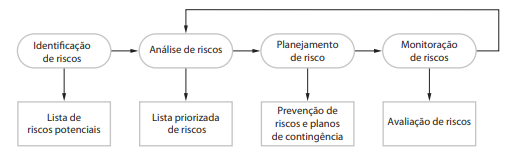 Identificação
de riscos
Análise de riscos
Planejamento
de risco
Monitoração
de riscos
Lista de
riscos potenciais
Lista priorizada
de riscos
Prevenção de
riscos e planos
de contingência
Avaliação de riscos